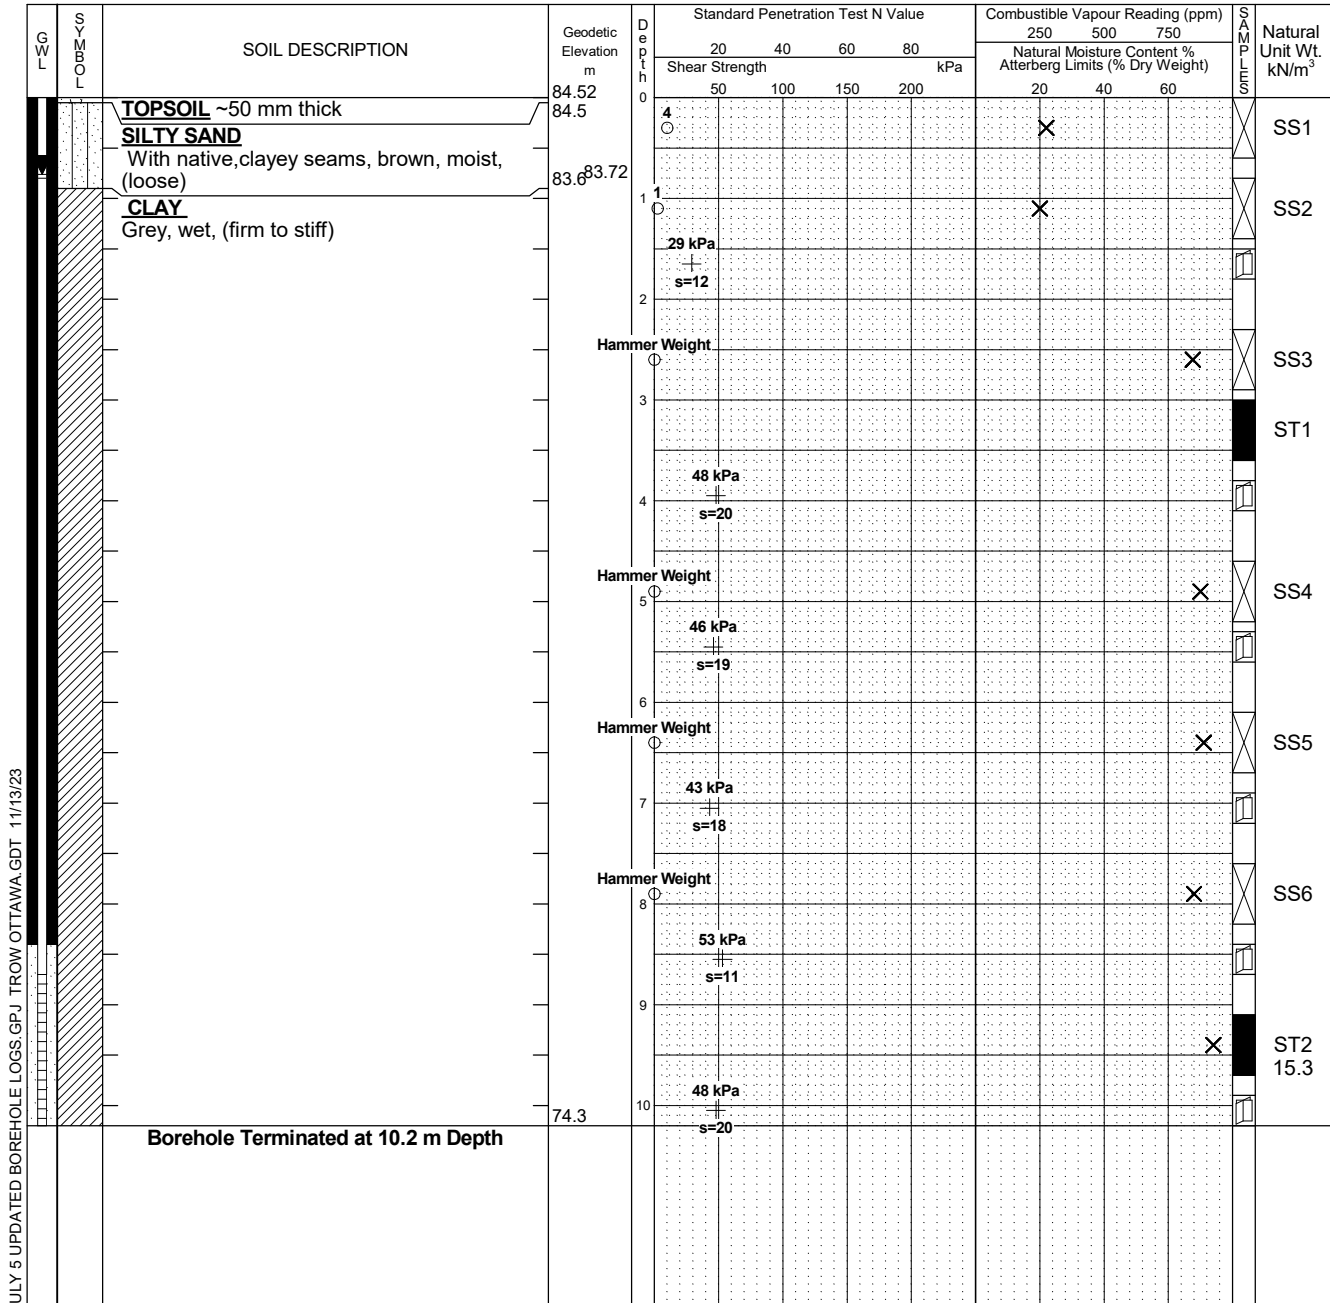 GWL
SYMBOL
SOIL DESCRIPTION
Geodetic
Elevation
m
84.52
Depth
Standard Penetration Test N Value
20 40 60 80
Shear Strength kPa
50 100 150 200
Combustible Vapour Reading (ppm)
250 500 750
Natural Moisture Content %
Atterberg Limits (% Dry Weight)
20 40 60
SAMPLES
Natural
Unit Wt.
kN/m³
0
TOPSOIL ~50 mm thick 84.5
4
SS1
SILTY SAND
With native,clayey seams, brown, moist,
(loose)
83.6 83.72
1
1
SS2
CLAY
Grey, wet, (firm to stiff)
29 kPa
s=12
2
Hammer Weight
SS3
3
ST1
48 kPa
4
s=20
Hammer Weight
SS4
5
46 kPa
s=19
6
Hammer Weight
SS5
43 kPa
7
s=18
Hammer Weight
SS6
8
53 kPa
s=11
9
ST2
15.3
48 kPa
10
74.3
s=20
Borehole Terminated at 10.2 m Depth
ULY 5 UPDATED BOREHOLE LOGS.GPJ TROW OTTAWA.GDT 11/13/23